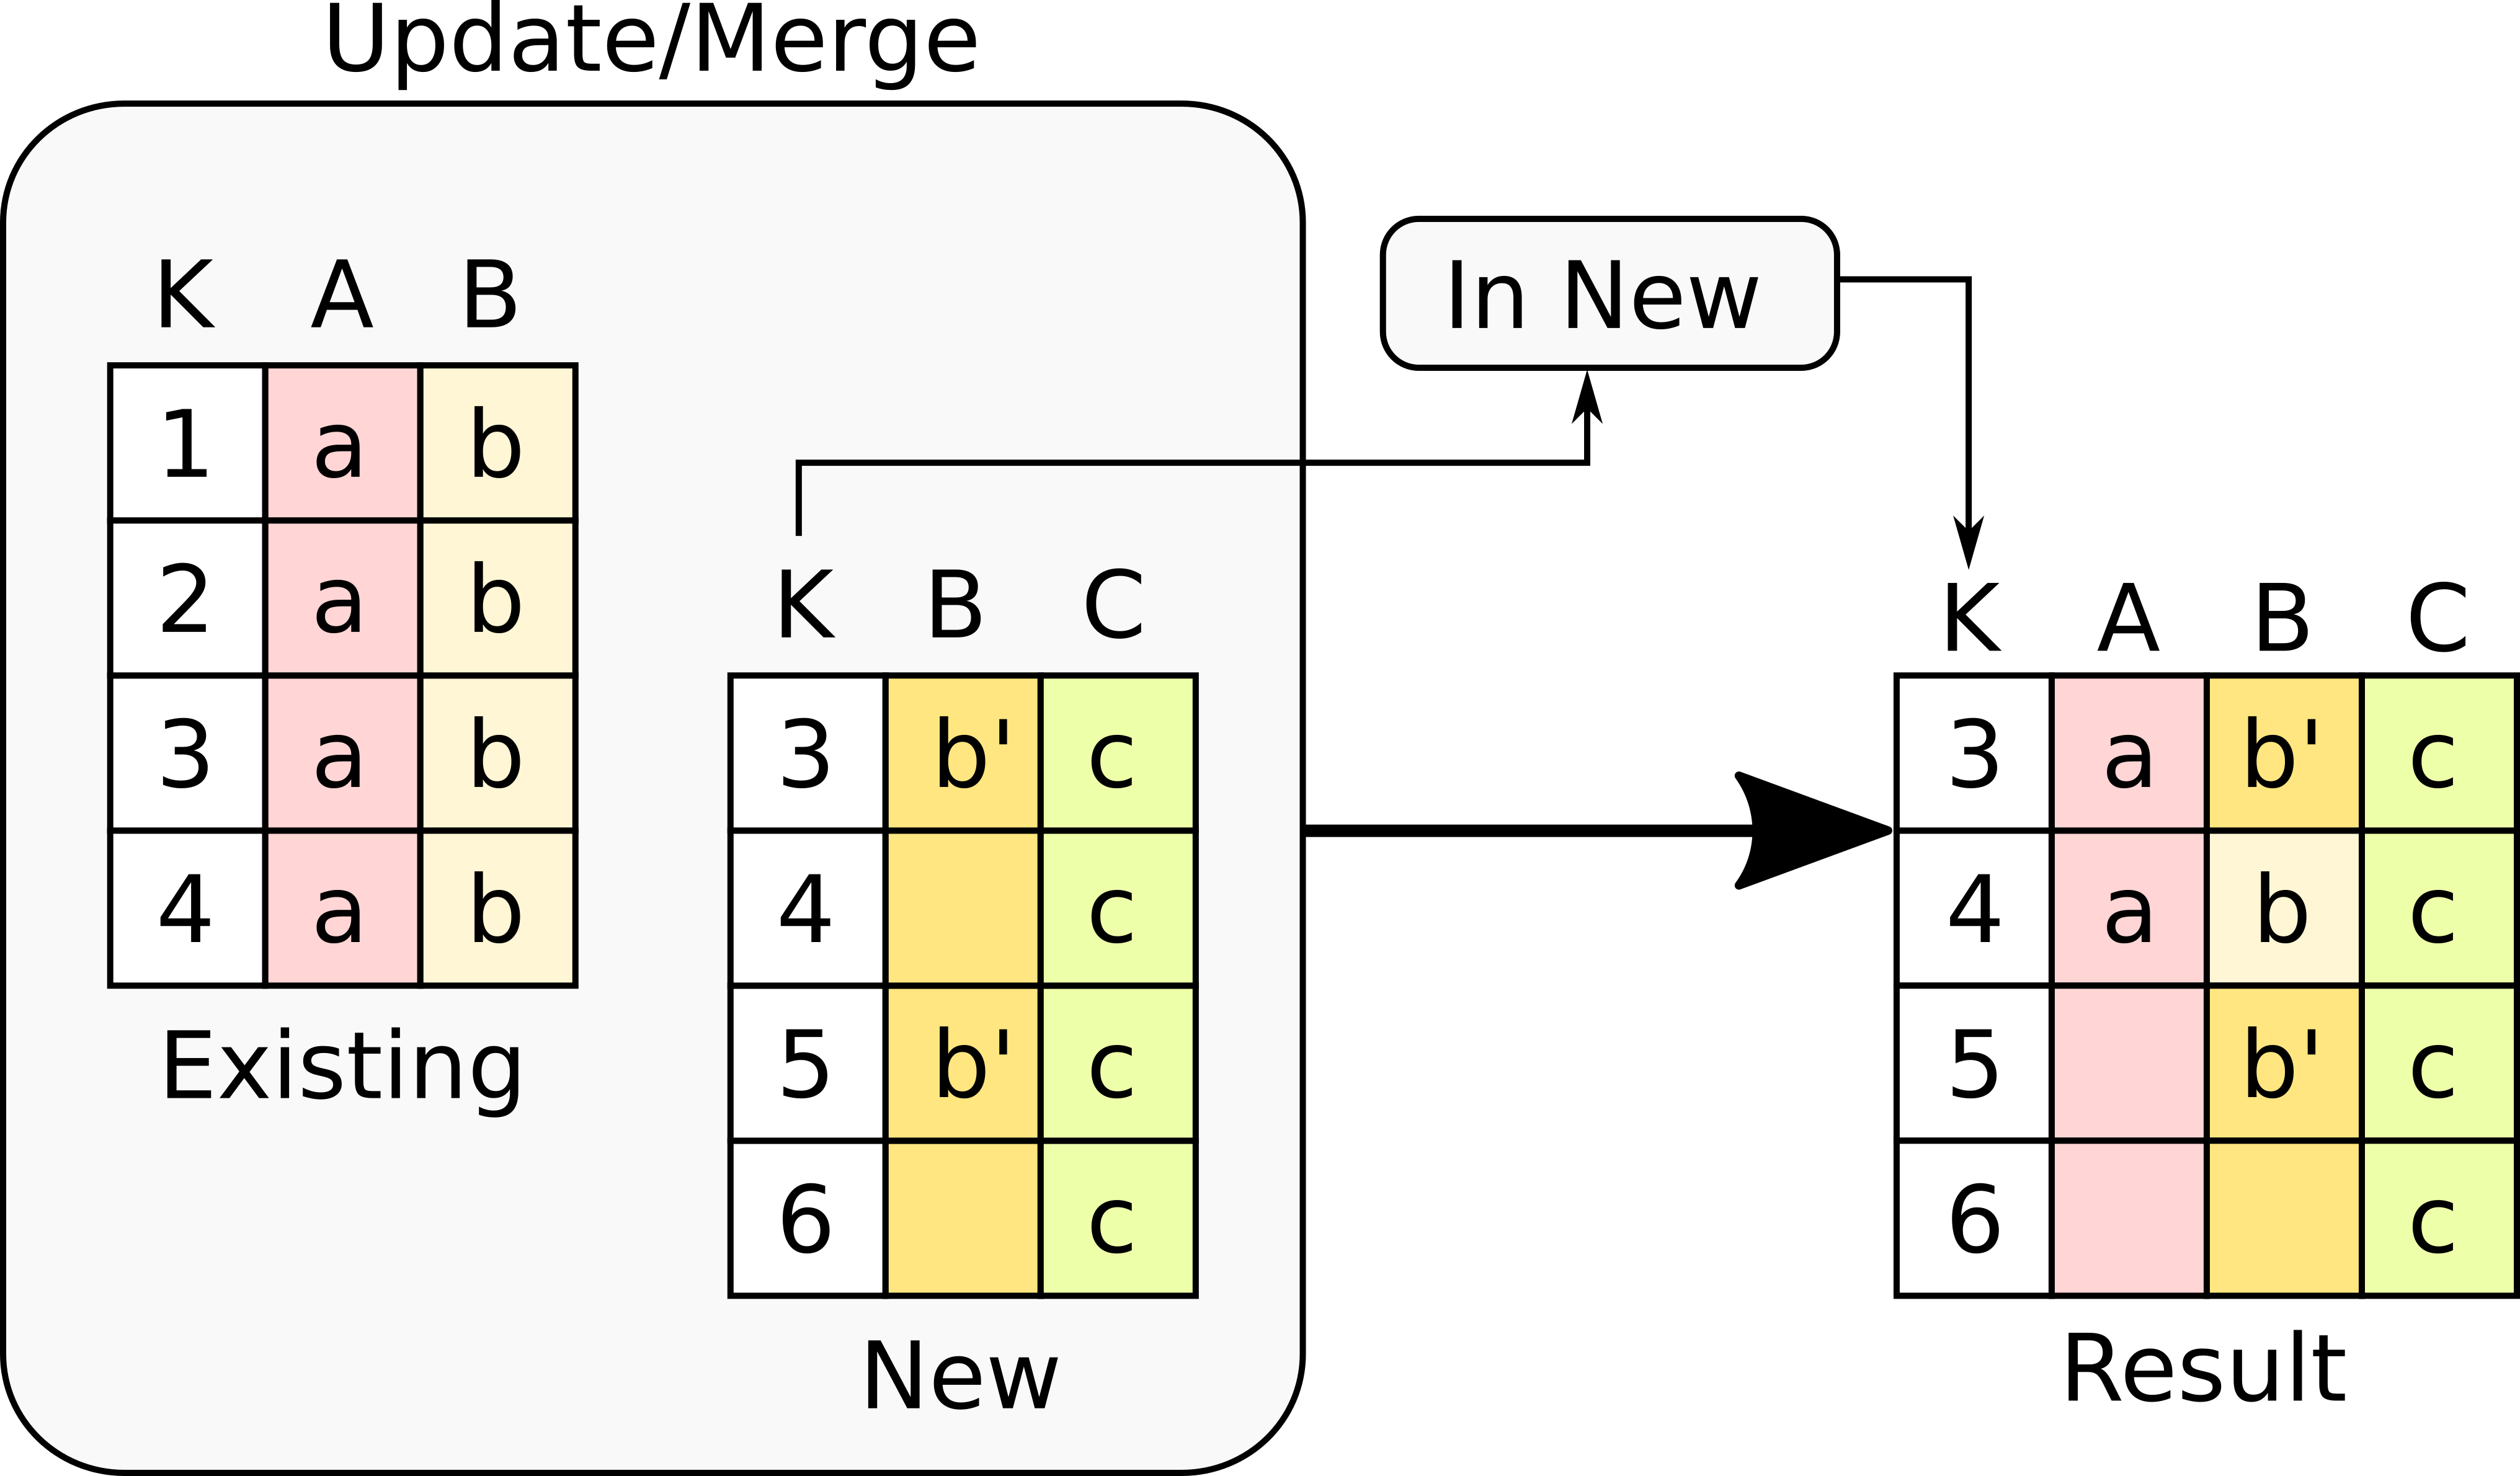 Update/Merge
In New
K A B
1 a b
2 a b
3 a b
4 a b
Existing
K B C
3 b' c
4 c
5 b' c
6 c
New
K A B C
3 a b' c
4 a b c
5 b' c
6 c
Result